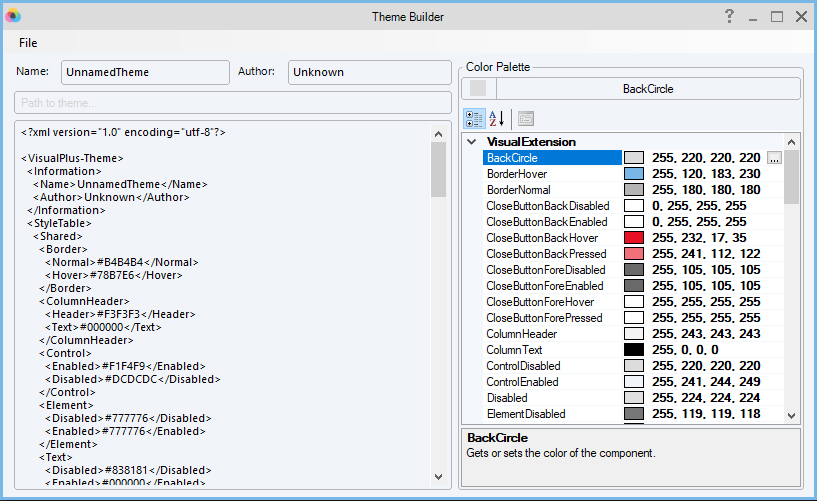 Theme Builder
File
Name: UnnamedTheme Author: Unknown
Path to theme...
<?xml version="1.0" encoding="utf-8"?>
<VisualPlus-Theme>
<Information>
<Name>UnnamedTheme</Name>
<Author>Unknown</Author>
</Information>
<StyleTable>
<Shared>
<Border>
<Normal>#B4B4B4</Normal>
<Hover>#78B7E6</Hover>
</Border>
<ColumnHeader>
<Header>#F3F3F3</Header>
<Text>#000000</Text>
</ColumnHeader>
<Control>
<Enabled>#F1F4F9</Enabled>
<Disabled>#DCDCDC</Disabled>
</Control>
<Element>
<Disabled>#777776</Disabled>
<Enabled>#777776</Enabled>
</Element>
<Text>
<Disabled>#838181</Disabled>
<Enabled>#000000</Enabled>
Color Palette
BackCircle
VisualExtension
BackCircle 255, 220, 220, 220 ...
BorderHover 255, 120, 183, 230
BorderNormal 255, 180, 180, 180
CloseButtonBackDisabled 0, 255, 255, 255
CloseButtonBackEnabled 0, 255, 255, 255
CloseButtonBackHover 255, 232, 17, 35
CloseButtonBackPressed 255, 241, 112, 122
CloseButtonForeDisabled 255, 105, 105, 105
CloseButtonForeEnabled 255, 105, 105, 105
CloseButtonForeHover 255, 255, 255, 255
CloseButtonForePressed 255, 255, 255, 255
ColumnHeader 255, 243, 243, 243
ColumnText 255, 0, 0, 0
ControlDisabled 255, 220, 220, 220
ControlEnabled 255, 241, 244, 249
Disabled 255, 224, 224, 224
ElementDisabled 255, 119, 119, 118
BackCircle
Gets or sets the color of the component.